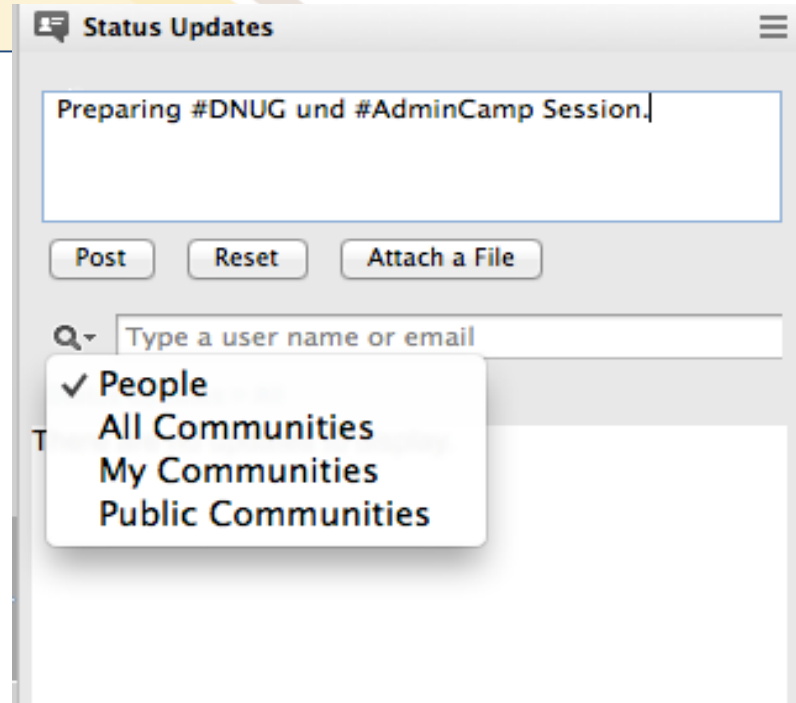 Status Updates
Preparing #DNUG und #AdminCamp Session.
Post Reset Attach a File
Type a user name or email
✓ People
All Communities
My Communities
Public Communities